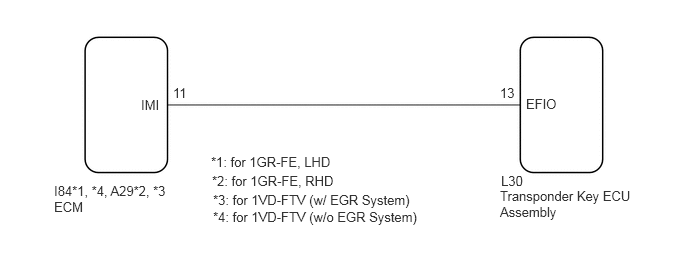 11
13
IMI
EFIO
*1: for 1GR-FE, LHD
*2: for 1GR-FE, RHD
*3: for 1VD-FTV (w/ EGR System)
*4: for 1VD-FTV (w/o EGR System)
I84*1, *4, A29*2, *3
ECM
L30
Transponder Key ECU
Assembly